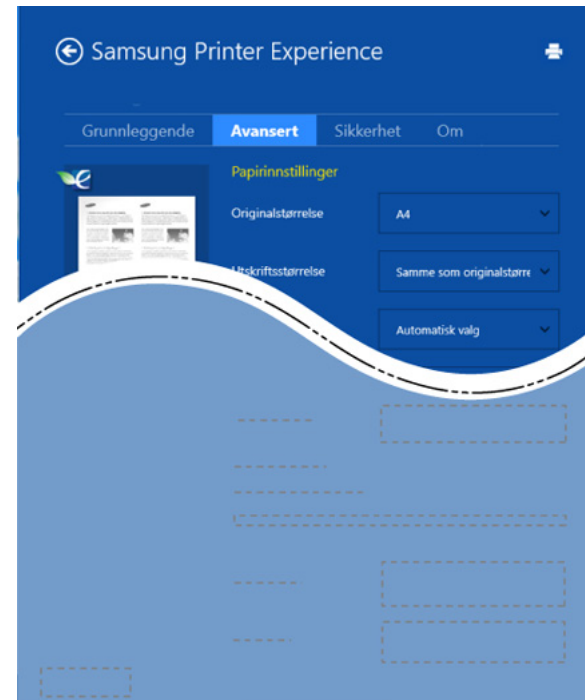 Samsung Printer Experience
Grunnleggende Avansert Sikkerhet Om
Papirinnstillinger
Originalstørrelse A4
Utskriftsstørrelse Samme som originalstørre
Automatisk valg